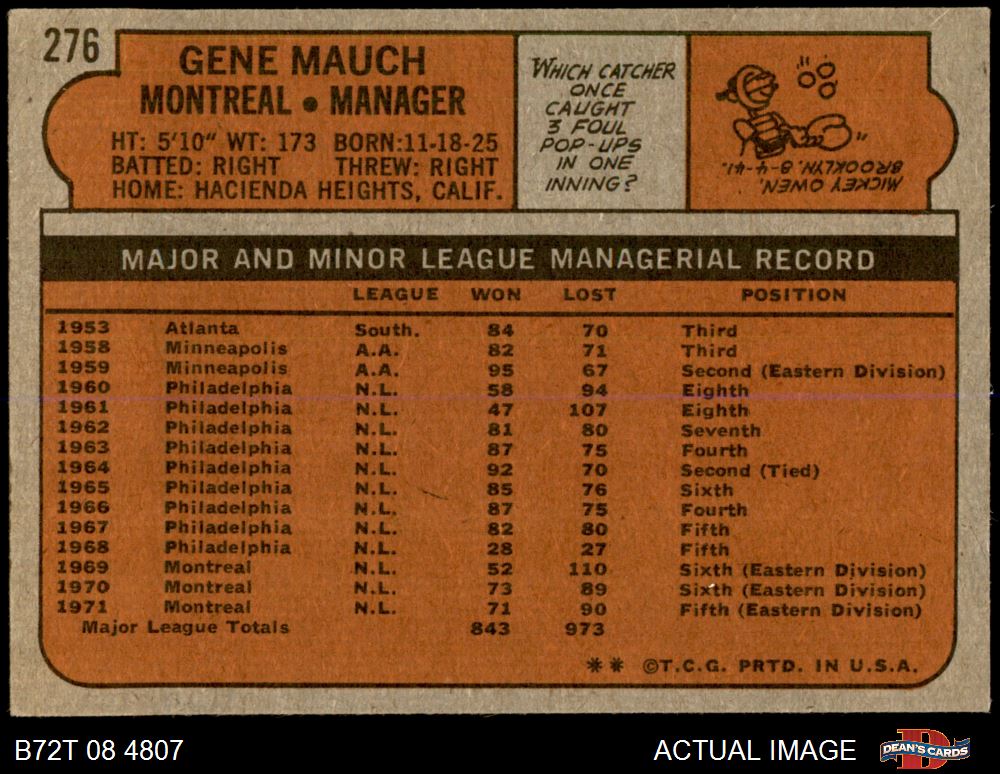 276
GENE MAUCH
MONTREAL • MANAGER
HT: 5'10" WT: 173 BORN:11-18-25
BATTED: RIGHT THREW: RIGHT
HOME: HACIENDA HEIGHTS, CALIF.
WHICH CATCHER
ONCE
CAUGHT
3 FOUL
POP-UPS
IN ONE
INNING?
MICKEY OWEN,
BROOKLYN, 8-4-41.
MAJOR AND MINOR LEAGUE MANAGERIAL RECORD
LEAGUE WON LOST POSITION
1953 Atlanta South. 84 70 Third
1958 Minneapolis A.A. 82 71 Third
1959 Minneapolis A.A. 95 67 Second (Eastern Division)
1960 Philadelphia N.L. 58 94 Eighth
1961 Philadelphia N.L. 47 107 Eighth
1962 Philadelphia N.L. 81 80 Seventh
1963 Philadelphia N.L. 87 75 Fourth
1964 Philadelphia N.L. 92 70 Second (Tied)
1965 Philadelphia N.L. 85 76 Sixth
1966 Philadelphia N.L. 87 75 Fourth
1967 Philadelphia N.L. 82 80 Fifth
1968 Philadelphia N.L. 28 27 Fifth
1969 Montreal N.L. 52 110 Sixth (Eastern Division)
1970 Montreal N.L. 73 89 Sixth (Eastern Division)
1971 Montreal N.L. 71 90 Fifth (Eastern Division)
Major League Totals 843 973
** ©T.C.G. PRTD. IN U.S.A.
B72T 08 4807
ACTUAL IMAGE
DEAN'S CARDS